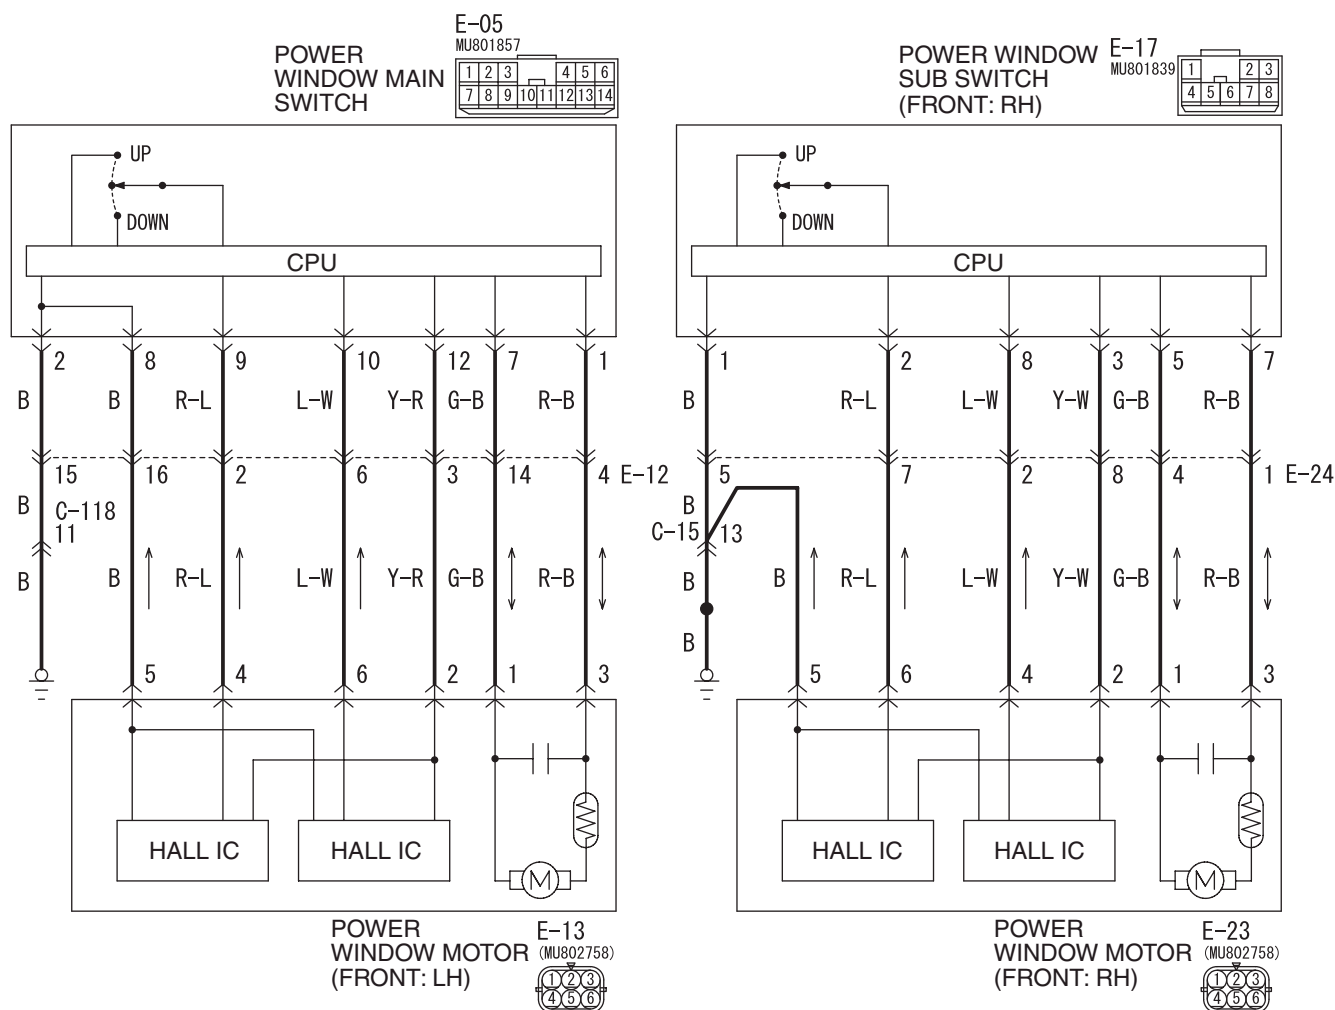 E-05
MU801857
POWER
WINDOW MAIN
SWITCH
1 2 3 4 5 6
7 8 9 10 11 12 13 14
POWER WINDOW
SUB SWITCH
(FRONT: RH)
E-17
MU801839
1 2 3
4 5 6 7 8
UP
DOWN
CPU
UP
DOWN
CPU
2 8 9 10 12 7 1
B B R-L L-W Y-R G-B R-B
15 16 2 6 3 14 4 E-12
B C-118
11
B B R-L L-W Y-R G-B R-B
5 4 6 2 1 3
1 2 8 3 5 7
B R-L L-W Y-W G-B R-B
5 7 2 8 4 1 E-24
B
C-15 13
B B R-L L-W Y-W G-B R-B
B
5 6 4 2 1 3
HALL IC HALL IC M
HALL IC HALL IC M
POWER
WINDOW MOTOR
(FRONT: LH)
E-13
(MU802758)
1 2 3
4 5 6
POWER
WINDOW MOTOR
(FRONT: RH)
E-23
(MU802758)
1 2 3
4 5 6